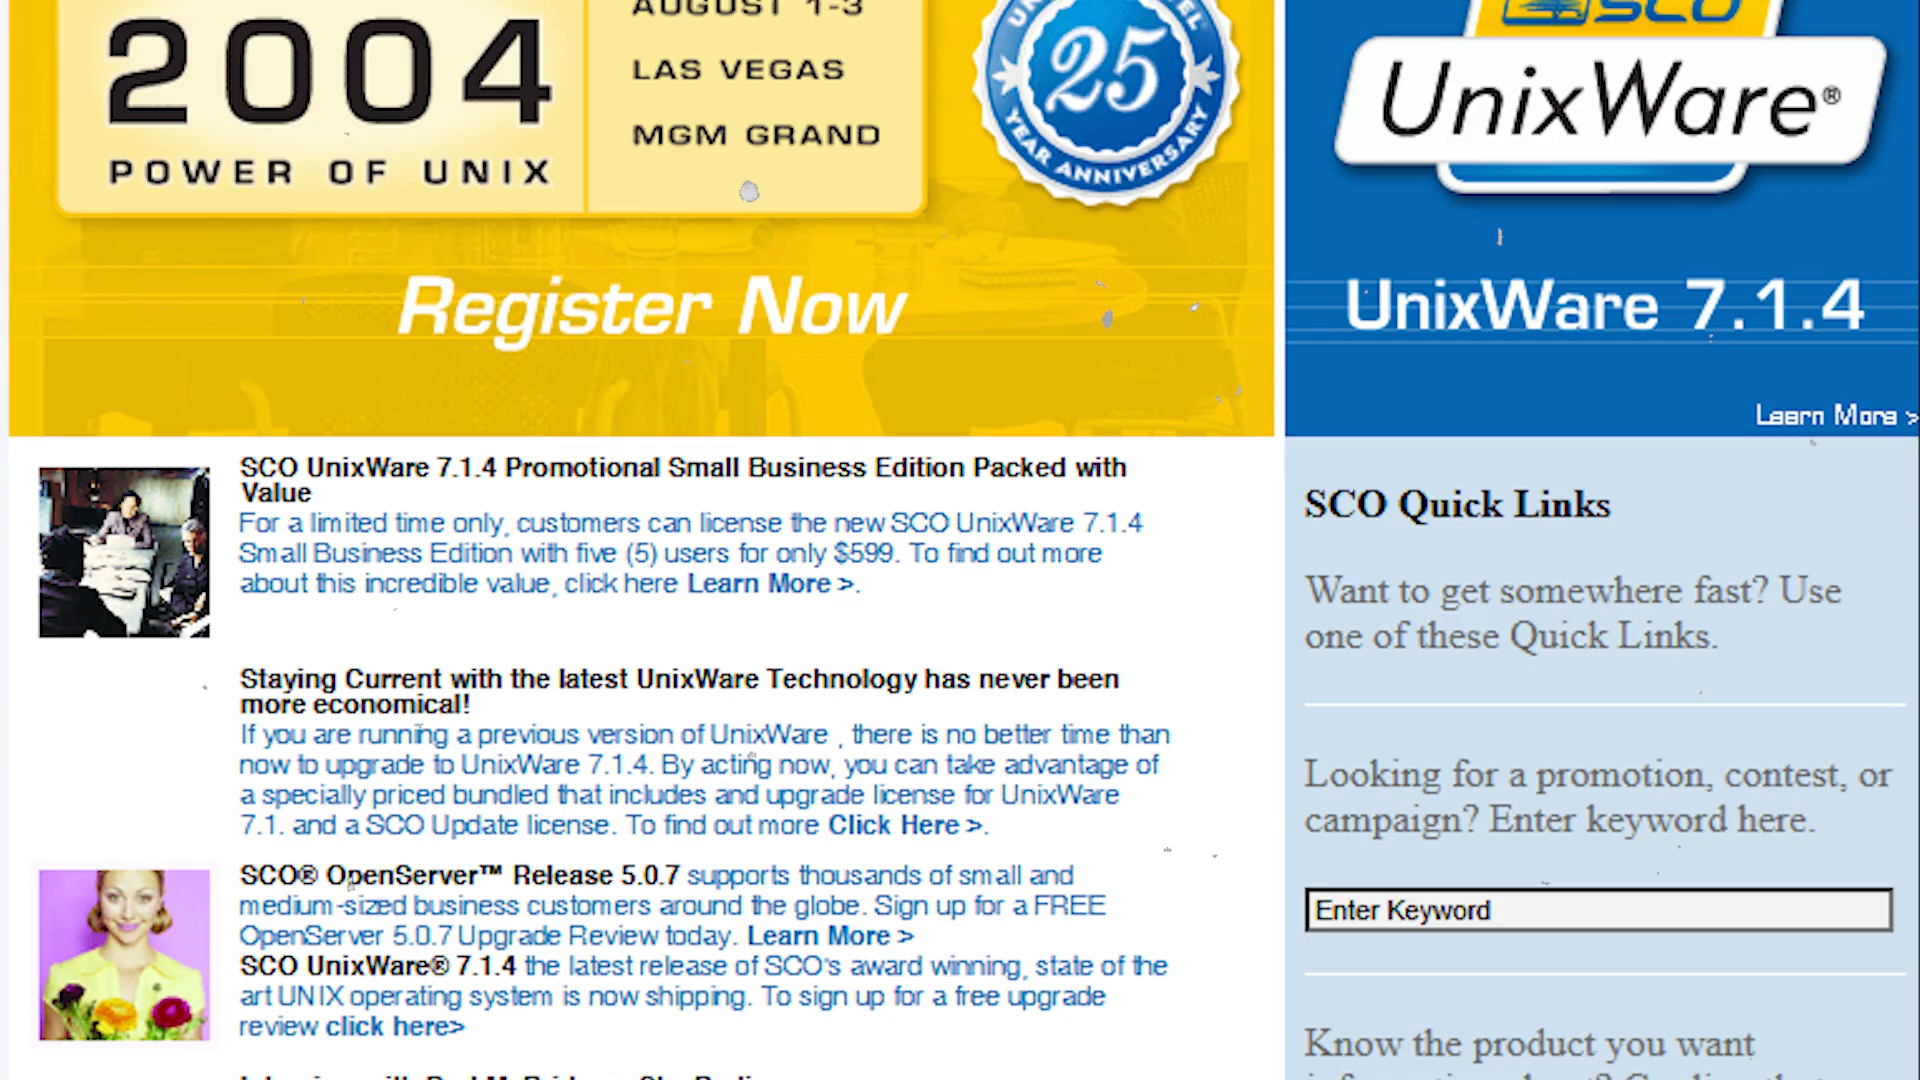 2004
POWER OF UNIX
AUGUST 1-3
LAS VEGAS
MGM GRAND
25
YEAR ANNIVERSARY
Register Now
SCO
UnixWare®
UnixWare 7.1.4
Learn More >
SCO UnixWare 7.1.4 Promotional Small Business Edition Packed with
Value
For a limited time only, customers can license the new SCO UnixWare 7.1.4
Small Business Edition with five (5) users for only $599. To find out more
about this incredible value, click here Learn More >.
Staying Current with the latest UnixWare Technology has never been
more economical!
If you are running a previous version of UnixWare , there is no better time than
now to upgrade to UnixWare 7.1.4. By acting now, you can take advantage of
a specially priced bundled that includes and upgrade license for UnixWare
7.1. and a SCO Update license. To find out more Click Here >.
SCO® OpenServer™ Release 5.0.7 supports thousands of small and
medium-sized business customers around the globe. Sign up for a FREE
OpenServer 5.0.7 Upgrade Review today. Learn More >
SCO UnixWare® 7.1.4 the latest release of SCO's award winning, state of the
art UNIX operating system is now shipping. To sign up for a free upgrade
review click here>
SCO Quick Links
Want to get somewhere fast? Use
one of these Quick Links.
Looking for a promotion, contest, or
campaign? Enter keyword here.
Enter Keyword
Know the product you want